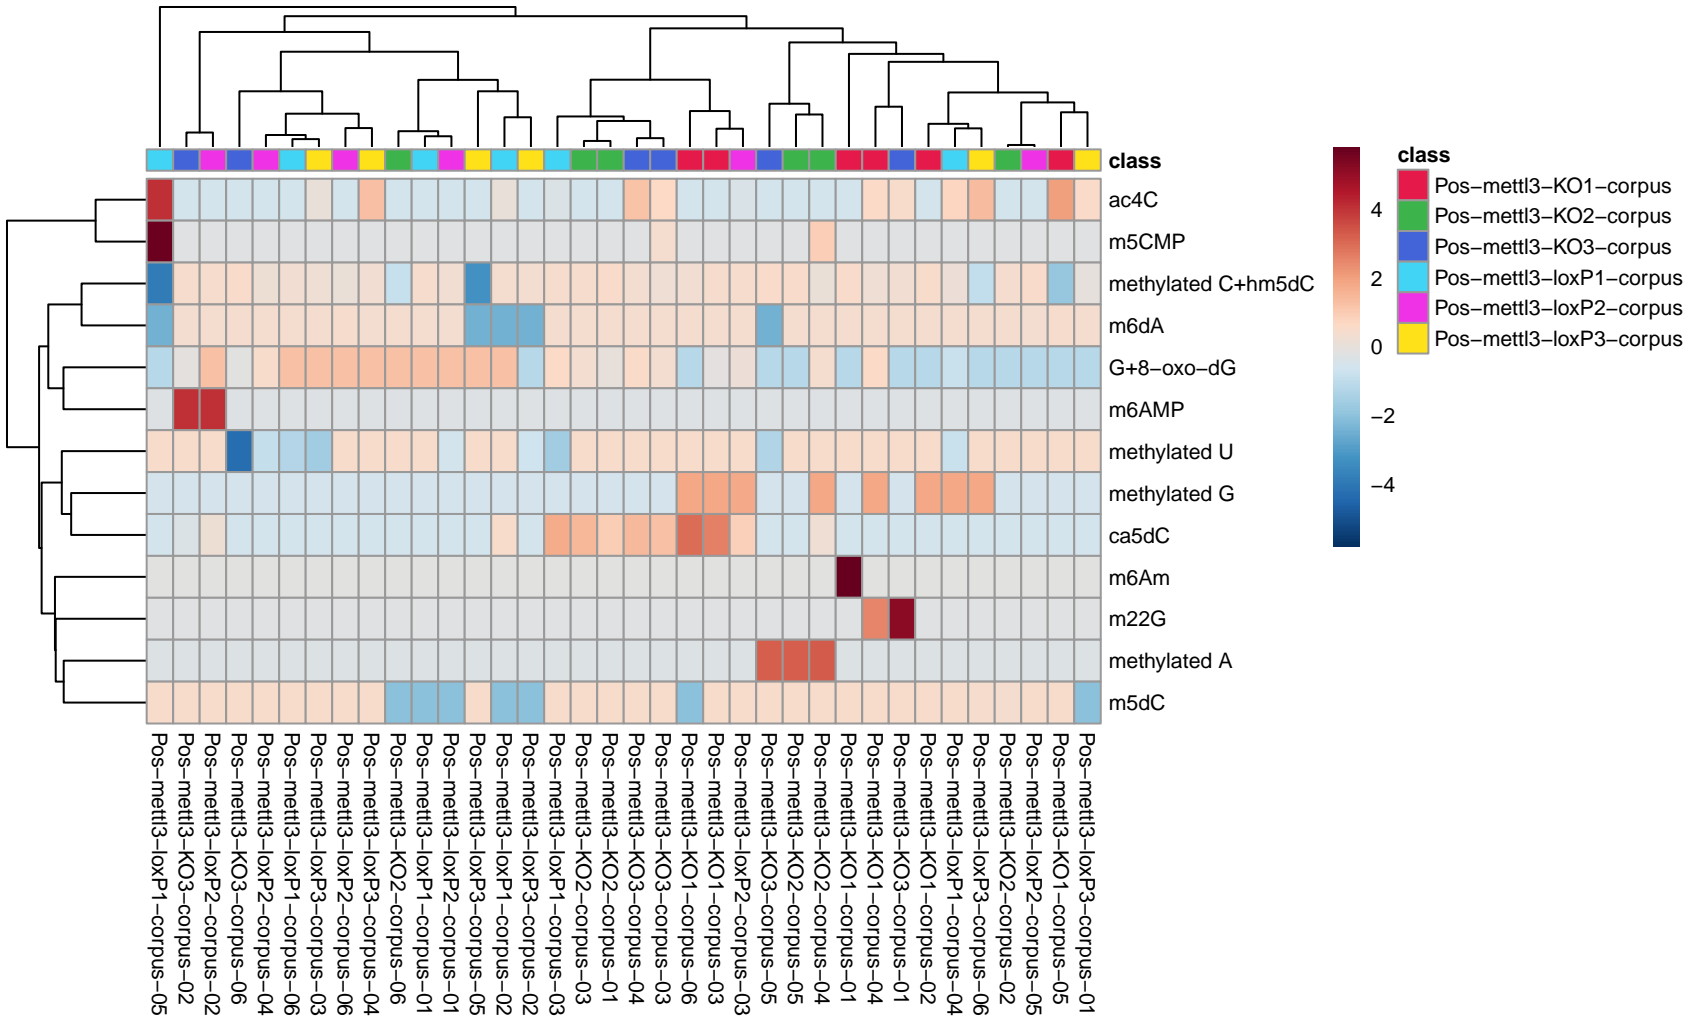 class
ac4C
m5CMP
methylated C+hm5dC
m6dA
G+8−oxo−dG
m6AMP
methylated U
methylated G
ca5dC
m6Am
m22G
methylated A
m5dC
4
2
0
−2
−4
class
Pos−mettl3−KO1−corpus
Pos−mettl3−KO2−corpus
Pos−mettl3−KO3−corpus
Pos−mettl3−loxP1−corpus
Pos−mettl3−loxP2−corpus
Pos−mettl3−loxP3−corpus
Pos−mettl3−loxP1−corpus−05
Pos−mettl3−KO3−corpus−02
Pos−mettl3−loxP2−corpus−02
Pos−mettl3−KO3−corpus−06
Pos−mettl3−loxP2−corpus−04
Pos−mettl3−loxP1−corpus−06
Pos−mettl3−loxP3−corpus−03
Pos−mettl3−loxP2−corpus−06
Pos−mettl3−loxP3−corpus−04
Pos−mettl3−KO2−corpus−06
Pos−mettl3−loxP1−corpus−01
Pos−mettl3−loxP2−corpus−01
Pos−mettl3−loxP3−corpus−05
Pos−mettl3−loxP1−corpus−02
Pos−mettl3−loxP3−corpus−02
Pos−mettl3−loxP1−corpus−03
Pos−mettl3−KO2−corpus−03
Pos−mettl3−KO2−corpus−01
Pos−mettl3−KO3−corpus−04
Pos−mettl3−KO3−corpus−03
Pos−mettl3−KO1−corpus−06
Pos−mettl3−KO1−corpus−03
Pos−mettl3−loxP2−corpus−03
Pos−mettl3−KO3−corpus−05
Pos−mettl3−KO2−corpus−05
Pos−mettl3−KO2−corpus−04
Pos−mettl3−KO1−corpus−01
Pos−mettl3−KO1−corpus−04
Pos−mettl3−KO3−corpus−01
Pos−mettl3−KO1−corpus−02
Pos−mettl3−loxP1−corpus−04
Pos−mettl3−loxP3−corpus−06
Pos−mettl3−KO2−corpus−02
Pos−mettl3−loxP2−corpus−05
Pos−mettl3−KO1−corpus−05
Pos−mettl3−loxP3−corpus−01